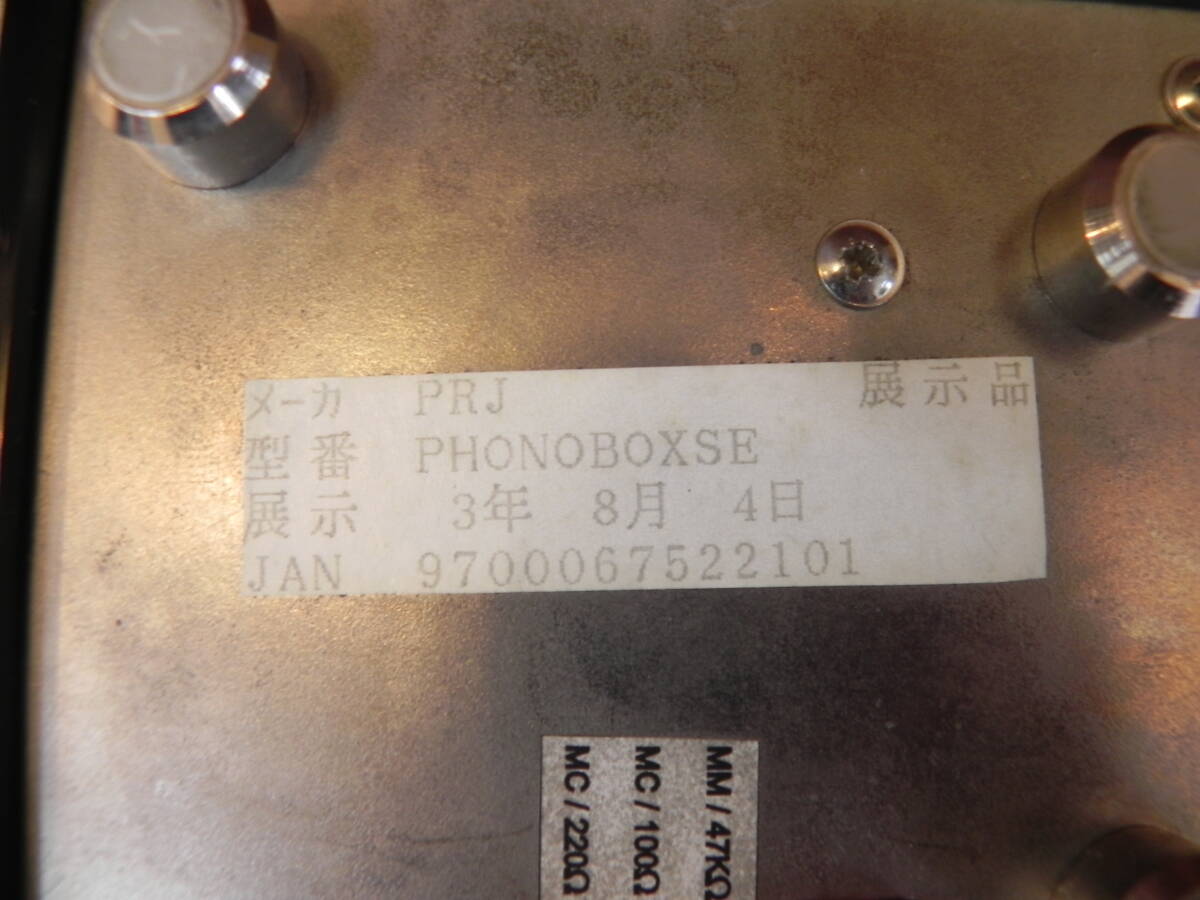 メーカ PRJ 展示品
型番 PHONOBOXSE
展示 3年 8月 4日
JAN 9700067522101
MM / 47KΩ
MC / 100Ω
MC / 220Ω